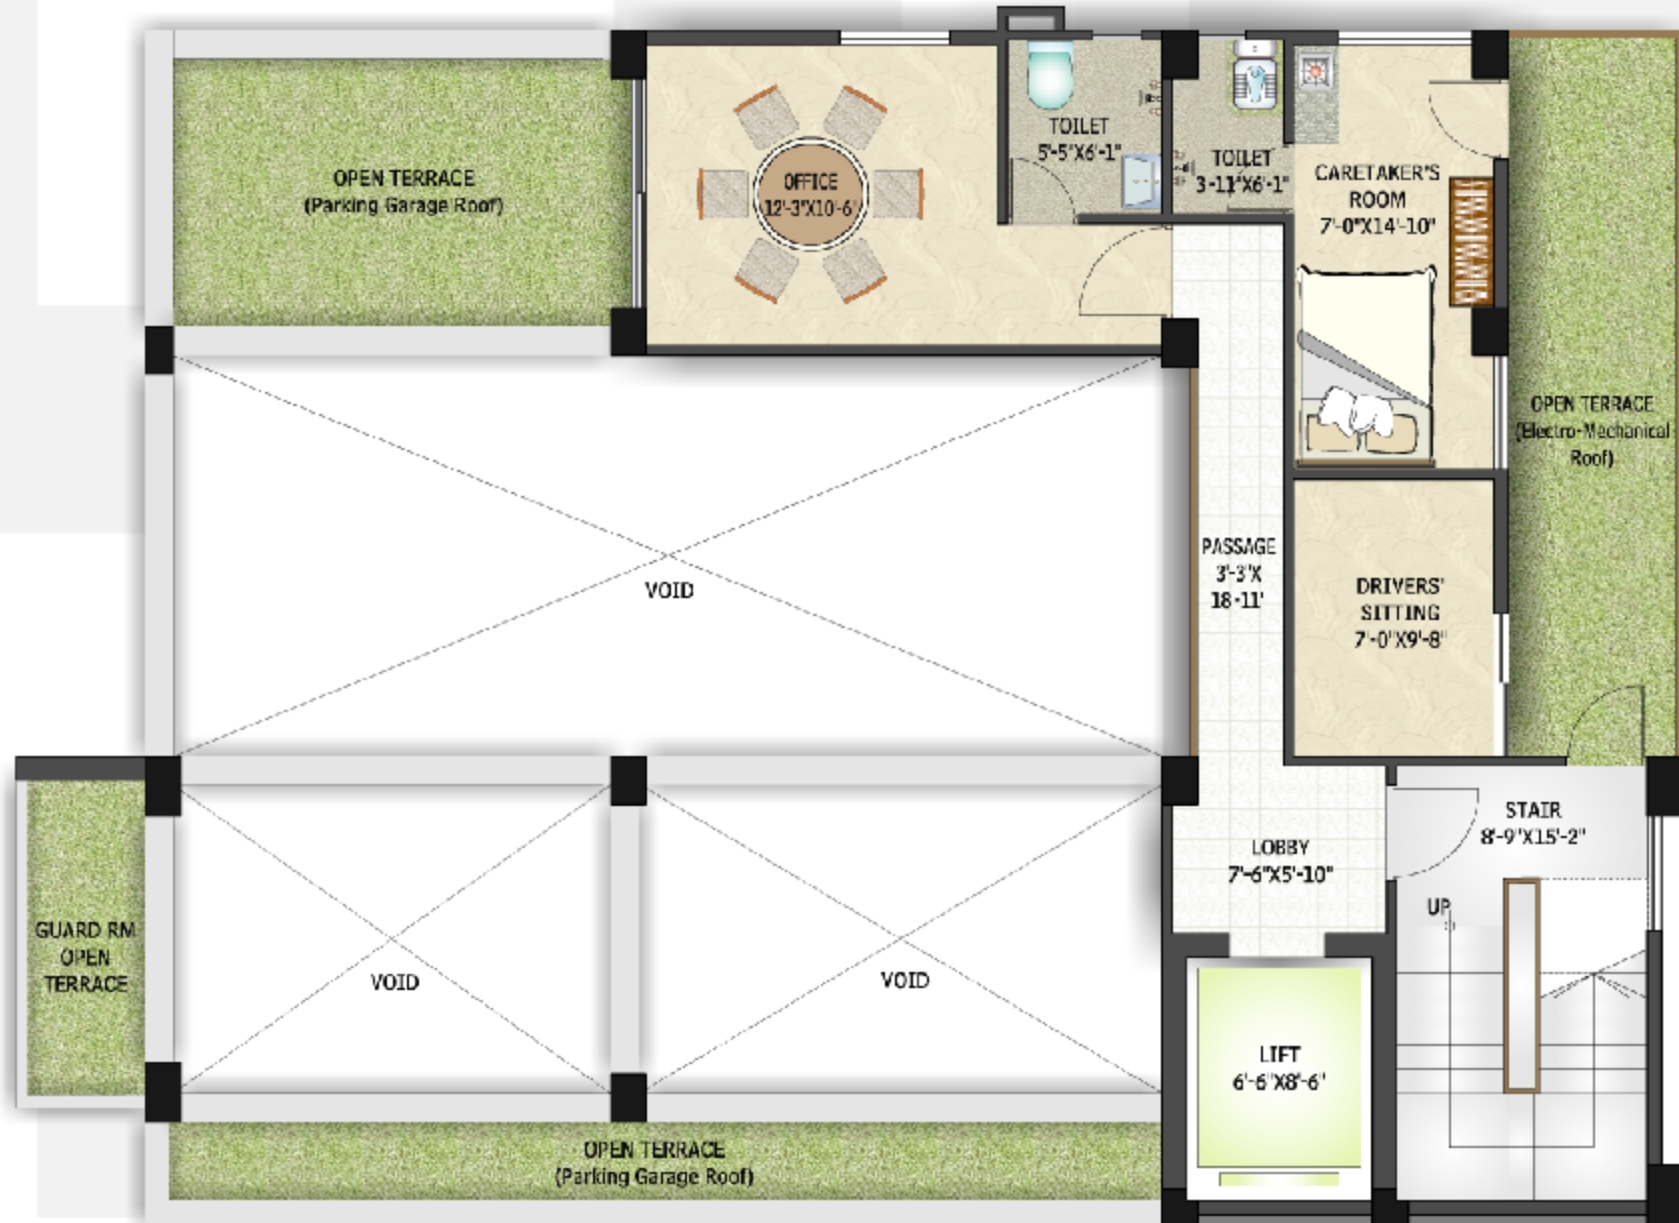 OPEN TERRACE
(Parking Garage Roof)
OFFICE
12'-3"X10'-6
TOILET
5'-5"X6'-1"
TOILET
3-11"X6'-1"
CARETAKER'S
ROOM
7'-0"X14'-10"
OPEN TERRACE
(Electro-Mechanical
Roof)
VOID
PASSAGE
3'-3'X
18-11'
DRIVERS'
SITTING
7'-0"X9'-8"
STAIR
8'-9"X15'-2"
UP
LOBBY
7'-6"X5'-10"
GUARD RM
OPEN
TERRACE
VOID
VOID
LIFT
6'-6"X8'-6"
OPEN TERRACE
(Parking Garage Roof)